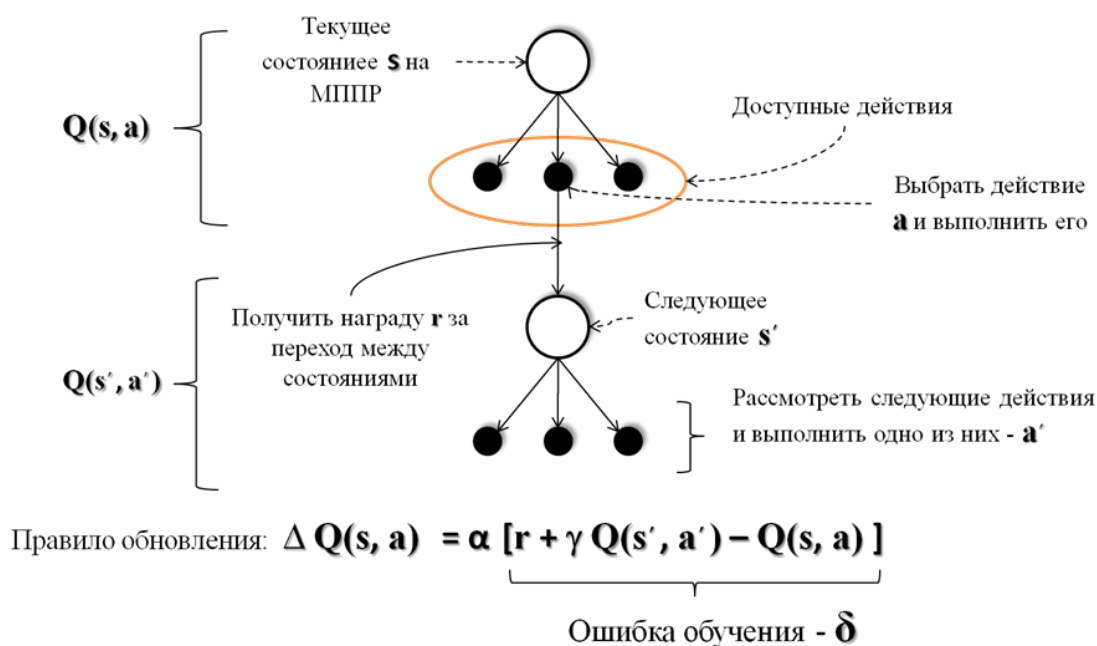 Текущее
состояниее s на
МППР
Q(s, a)
Доступные действия
Выбрать действие
a и выполнить его
Получить награду r за
переход между
состояниями
Следующее
состояние s′
Q(s′, a′)
Рассмотреть следующие действия
и выполнить одно из них - a′
Правило обновления: Δ Q(s, a) = α [r + γ Q(s′, a′) – Q(s, a) ]
Ошибка обучения - δ